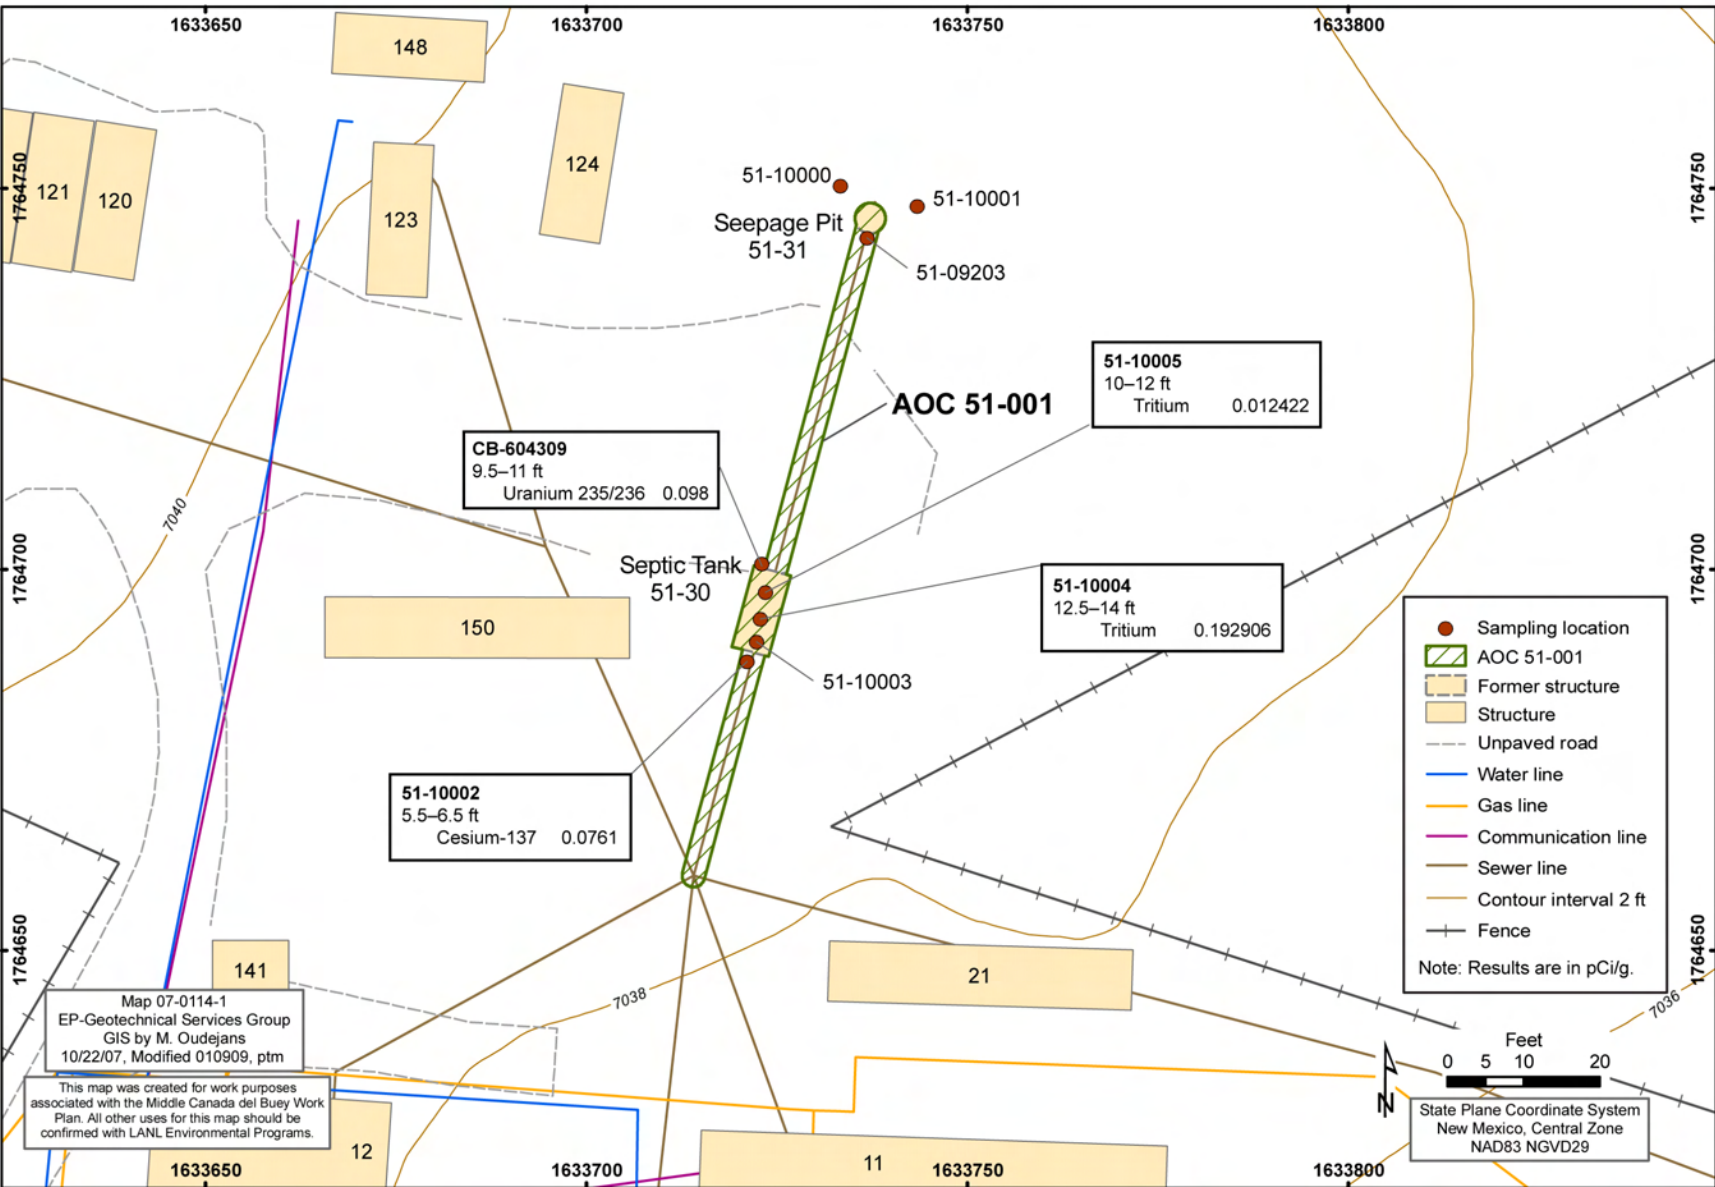 1633650
1633700
1633750
1633800
148
124
1764750
121
120
123
51-10000
51-10001
1764750
Seepage Pit
51-31
51-09203
51-10005
10–12 ft
Tritium 0.012422
AOC 51-001
CB-604309
9.5–11 ft
Uranium 235/236 0.098
7040
1764700
Septic Tank
51-30
51-10004
12.5–14 ft
Tritium 0.192906
1764700
150
51-10003
Sampling location
AOC 51-001
Former structure
Structure
Unpaved road
Water line
Gas line
Communication line
Sewer line
Contour interval 2 ft
Fence
Note: Results are in pCi/g.
51-10002
5.5–6.5 ft
Cesium-137 0.0761
1764650
1764650
141
21
7038
7036
Map 07-0114-1
EP-Geotechnical Services Group
GIS by M. Oudejans
10/22/07, Modified 010909, ptm
This map was created for work purposes
associated with the Middle Canada del Buey Work
Plan. All other uses for this map should be
confirmed with LANL Environmental Programs.
Feet
0 5 10 20
N
State Plane Coordinate System
New Mexico, Central Zone
NAD83 NGVD29
12
11
1633650
1633700
1633750
1633800